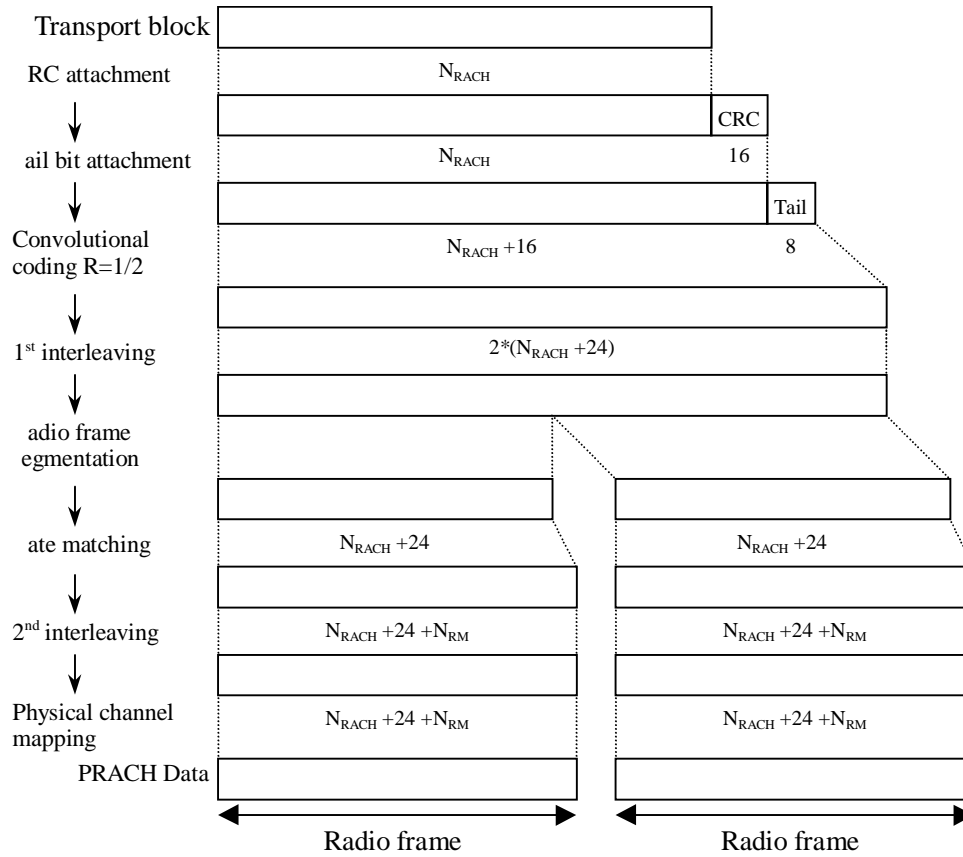 Transport block
N_RACH
RC attachment
CRC
N_RACH 16
ail bit attachment
Tail
N_RACH +16 8
Convolutional
coding R=1/2
2*(N_RACH +24)
1st interleaving
adio frame
egmentation
N_RACH +24 N_RACH +24
ate matching
N_RACH +24 +N_RM N_RACH +24 +N_RM
2nd interleaving
N_RACH +24 +N_RM N_RACH +24 +N_RM
Physical channel
mapping
PRACH Data
Radio frame Radio frame